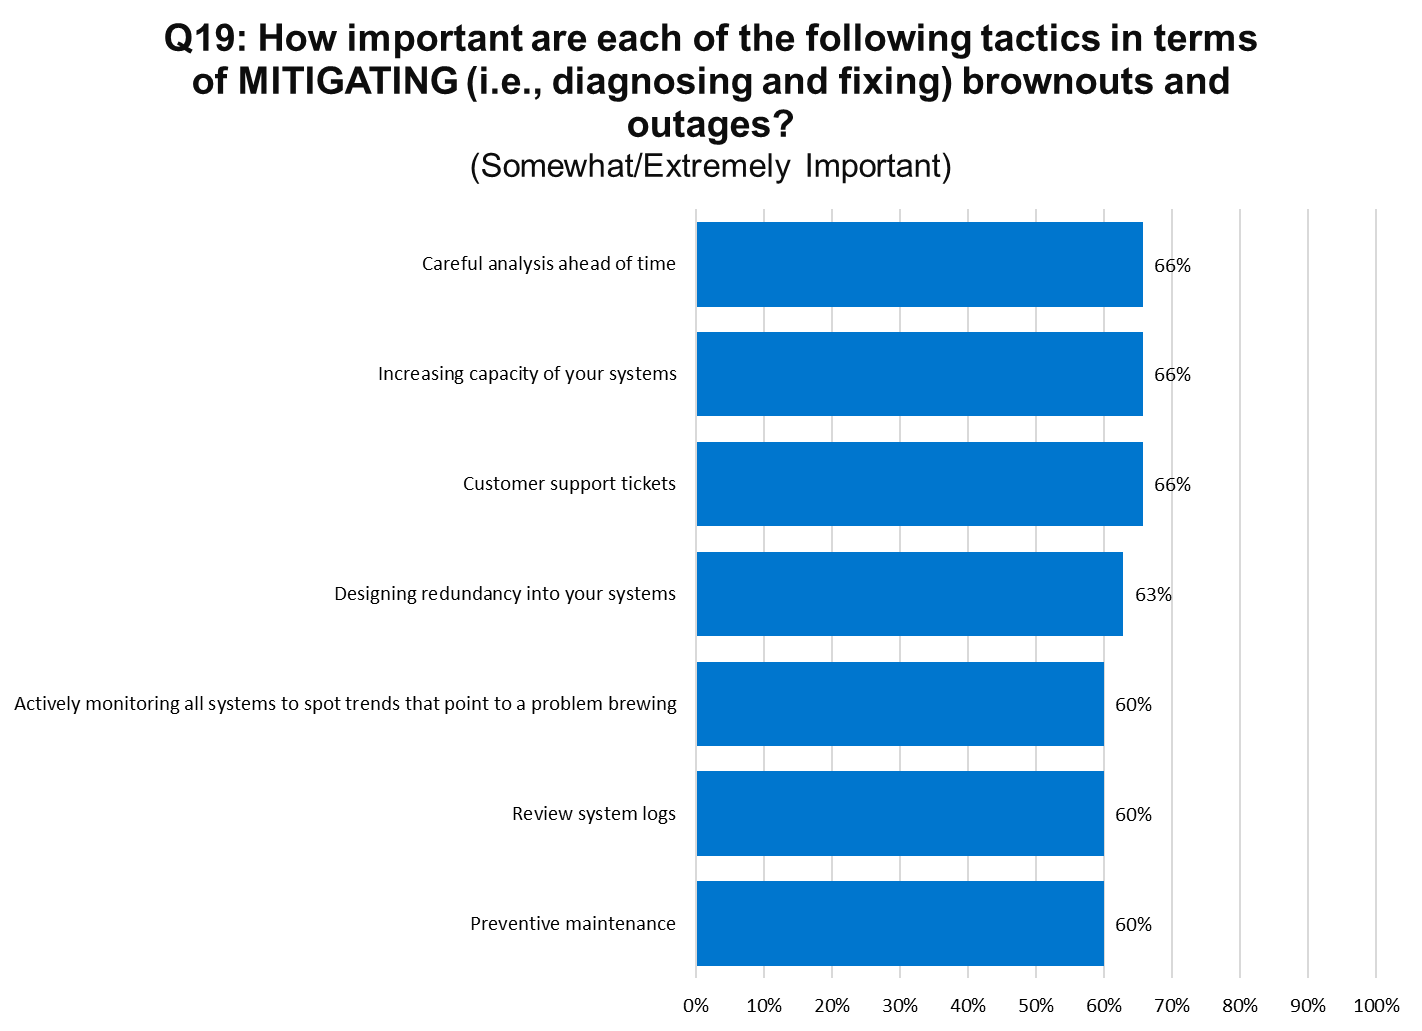 Q19: How important are each of the following tactics in terms
of MITIGATING (i.e., diagnosing and fixing) brownouts and
outages?
(Somewhat/Extremely Important)
Careful analysis ahead of time
66%
Increasing capacity of your systems
66%
Customer support tickets
66%
Designing redundancy into your systems
63%
Actively monitoring all systems to spot trends that point to a problem brewing
60%
Review system logs
60%
Preventive maintenance
60%
0% 10% 20% 30% 40% 50% 60% 70% 80% 90% 100%